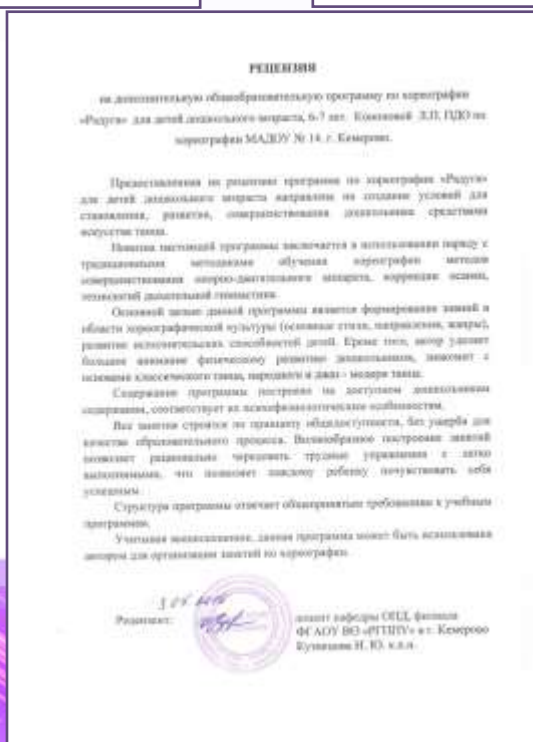 РЕЦЕНЗИЯ
на дополнительную общеобразовательную программу по хореографии
«Радуга» для детей дошкольного возраста, 6-7 лет З.П. ПДО по
хореографии МАДОУ № 14 г. Кемерово.
Представленная на рецензию программа по хореографии «Радуга»
для детей дошкольного возраста направлена на создание условий для
становления, развития, совершенствования дошкольника средствами
искусства танца.
Новизна настоящей программы заключается в использовании наряду с
традиционными методиками обучения хореографии методов
совершенствования опорно-двигательного аппарата, коррекции осанки,
технологий дыхательной гимнастики.
Основной целью данной программы является формирование знаний в
области хореографической культуры (основные стили, направления, жанры),
развитие исполнительских способностей детей. Кроме того, автор уделяет
большое внимание физическому развитию дошкольников, знакомит с
основами классического танца, народного и джаз - модерн танца.
Содержание программы построено на доступном дошкольникам
содержании, соответствует их психофизиологическим особенностям.
Все занятия строятся по принципу общедоступности, без ущерба для
качества образовательного процесса. Волнообразное построение занятий
позволяет рационально чередовать трудные упражнения с легко
выполнимыми, что позволяет каждому ребенку почувствовать себя
успешным.
Структура программы отвечает общепринятым требованиям к учебным
программам.
Учитывая вышесказанное, данная программа может быть использована
автором для организации занятий по хореографии.
Рецензент:
доцент кафедры ОПД, филиала
ФГАОУ ВО «РГППУ» в г. Кемерово
Кузнецова Н. Ю. к.п.н.